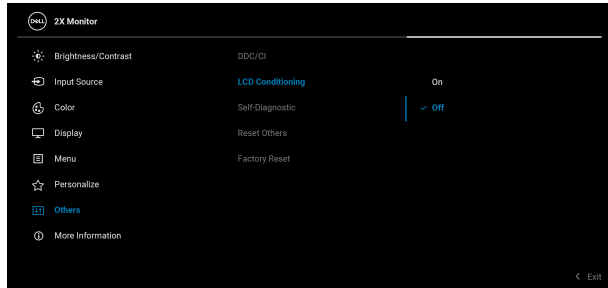 DELL 2X Monitor
Brightness/Contrast
Input Source
Color
Display
Menu
Personalize
Others
More Information
DDC/CI
LCD Conditioning
Self-Diagnostic
Reset Others
Factory Reset
On
Off
Exit